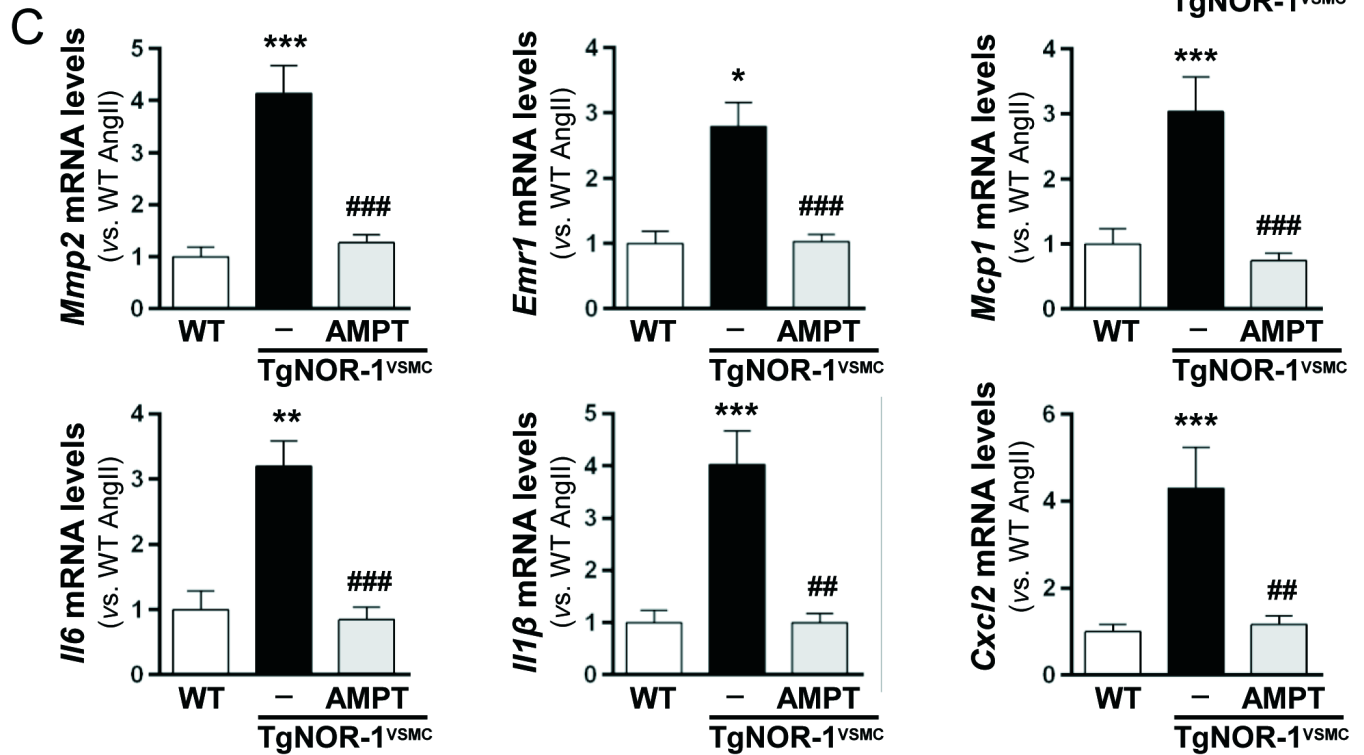 TgNOR-1VSMC
C
Mmp2 mRNA levels
(vs. WT AngII)
5
4
3
2
1
0
***
###
WT – AMPT
TgNOR-1VSMC
Emr1 mRNA levels
(vs. WT AngII)
4
3
2
1
0
*
###
WT – AMPT
TgNOR-1VSMC
Mcp1 mRNA levels
(vs. WT AngII)
4
3
2
1
0
***
###
WT – AMPT
TgNOR-1VSMC
Il6 mRNA levels
(vs. WT AngII)
4
3
2
1
0
**
###
WT – AMPT
TgNOR-1VSMC
Il1β mRNA levels
(vs. WT AngII)
5
4
3
2
1
0
***
##
WT – AMPT
TgNOR-1VSMC
Cxcl2 mRNA levels
(vs. WT AngII)
6
4
2
0
***
##
WT – AMPT
TgNOR-1VSMC